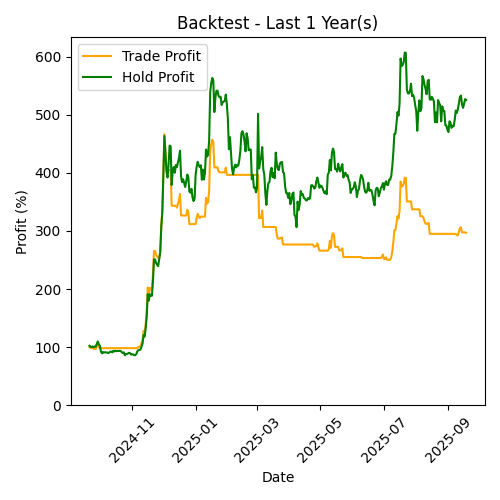 Backtest - Last 1 Year(s)
Trade Profit
Hold Profit
Profit (%)
600
500
400
300
200
100
0
2024-11
2025-01
2025-03
2025-05
2025-07
2025-09
Date